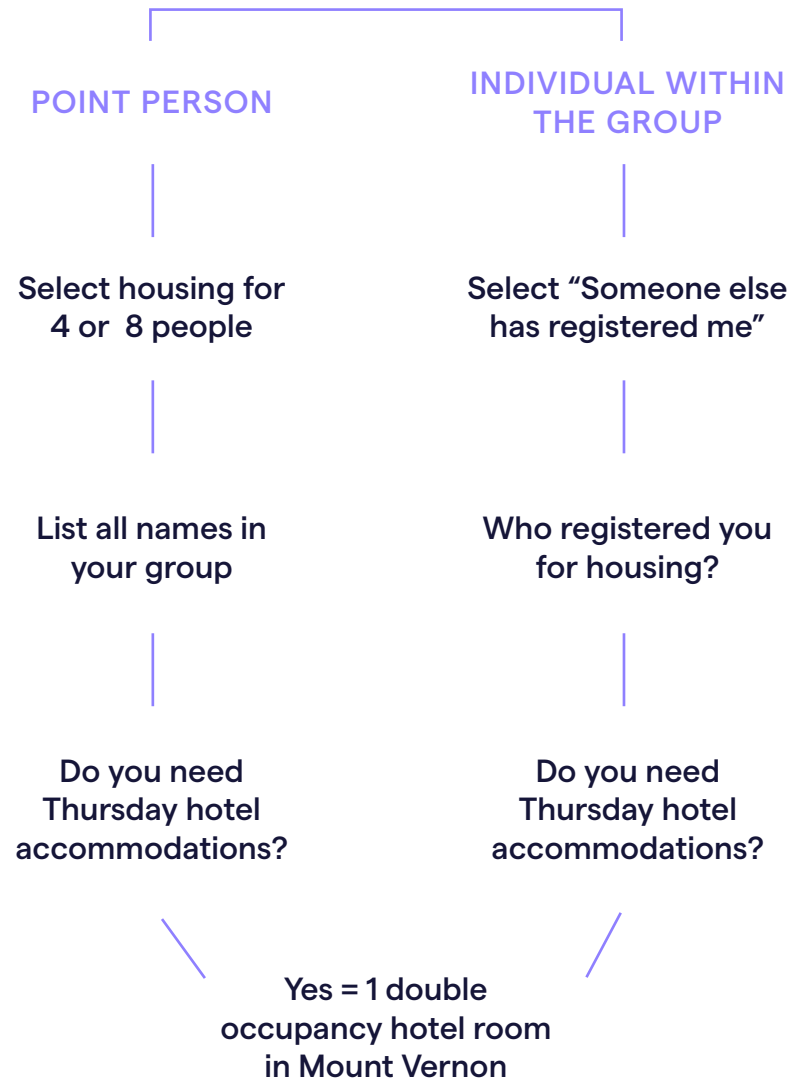 POINT PERSON
INDIVIDUAL WITHIN
THE GROUP
Select housing for
4 or 8 people
Select “Someone else
has registered me”
List all names in
your group
Who registered you
for housing?
Do you need
Thursday hotel
accommodations?
Do you need
Thursday hotel
accommodations?
Yes = 1 double
occupancy hotel room
in Mount Vernon